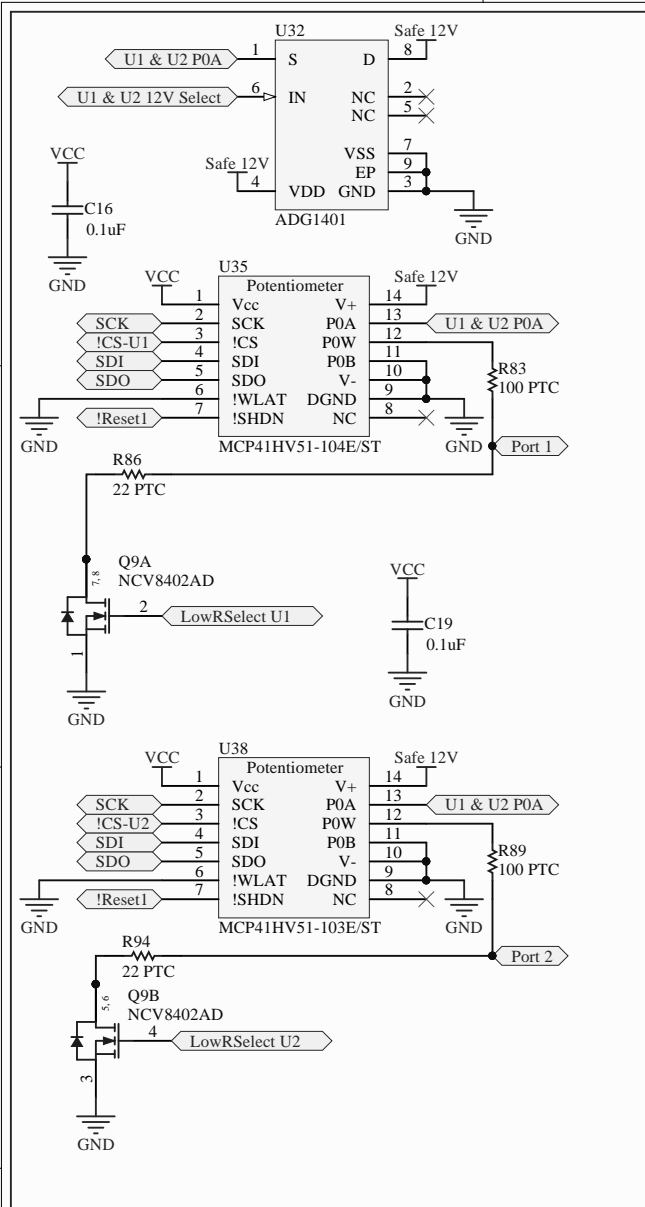 U32
Safe 12V
U1 & U2 P0A 1 S D 8
U1 & U2 12V Select 6 IN NC 2
NC 5
VSS 7
EP 9
Safe 12V 4 VDD GND 3
ADG1401
GND
VCC
C16
0.1uF
GND
U35
VCC Potentiometer Safe 12V
1 Vcc V+ 14
SCK 2 SCK P0A 13 U1 & U2 P0A
!CS-U1 3 !CS P0W 12
SDI 4 SDI P0B 11
SDO 5 SDO V- 10
6 !WLAT DGND 9
!Reset1 7 !SHDN NC 8
GND MCP41HV51-104E/ST GND
R83
100 PTC
Port 1
R86
22 PTC
Q9A
NCV8402AD
7, 8
2 LowRSelect U1
1
GND
VCC
C19
0.1uF
GND
U38
VCC Potentiometer Safe 12V
1 Vcc V+ 14
SCK 2 SCK P0A 13 U1 & U2 P0A
!CS-U2 3 !CS P0W 12
SDI 4 SDI P0B 11
SDO 5 SDO V- 10
6 !WLAT DGND 9
!Reset1 7 !SHDN NC 8
GND MCP41HV51-103E/ST GND
R89
100 PTC
Port 2
R94
22 PTC
Q9B
NCV8402AD
5, 6
4 LowRSelect U2
3
GND